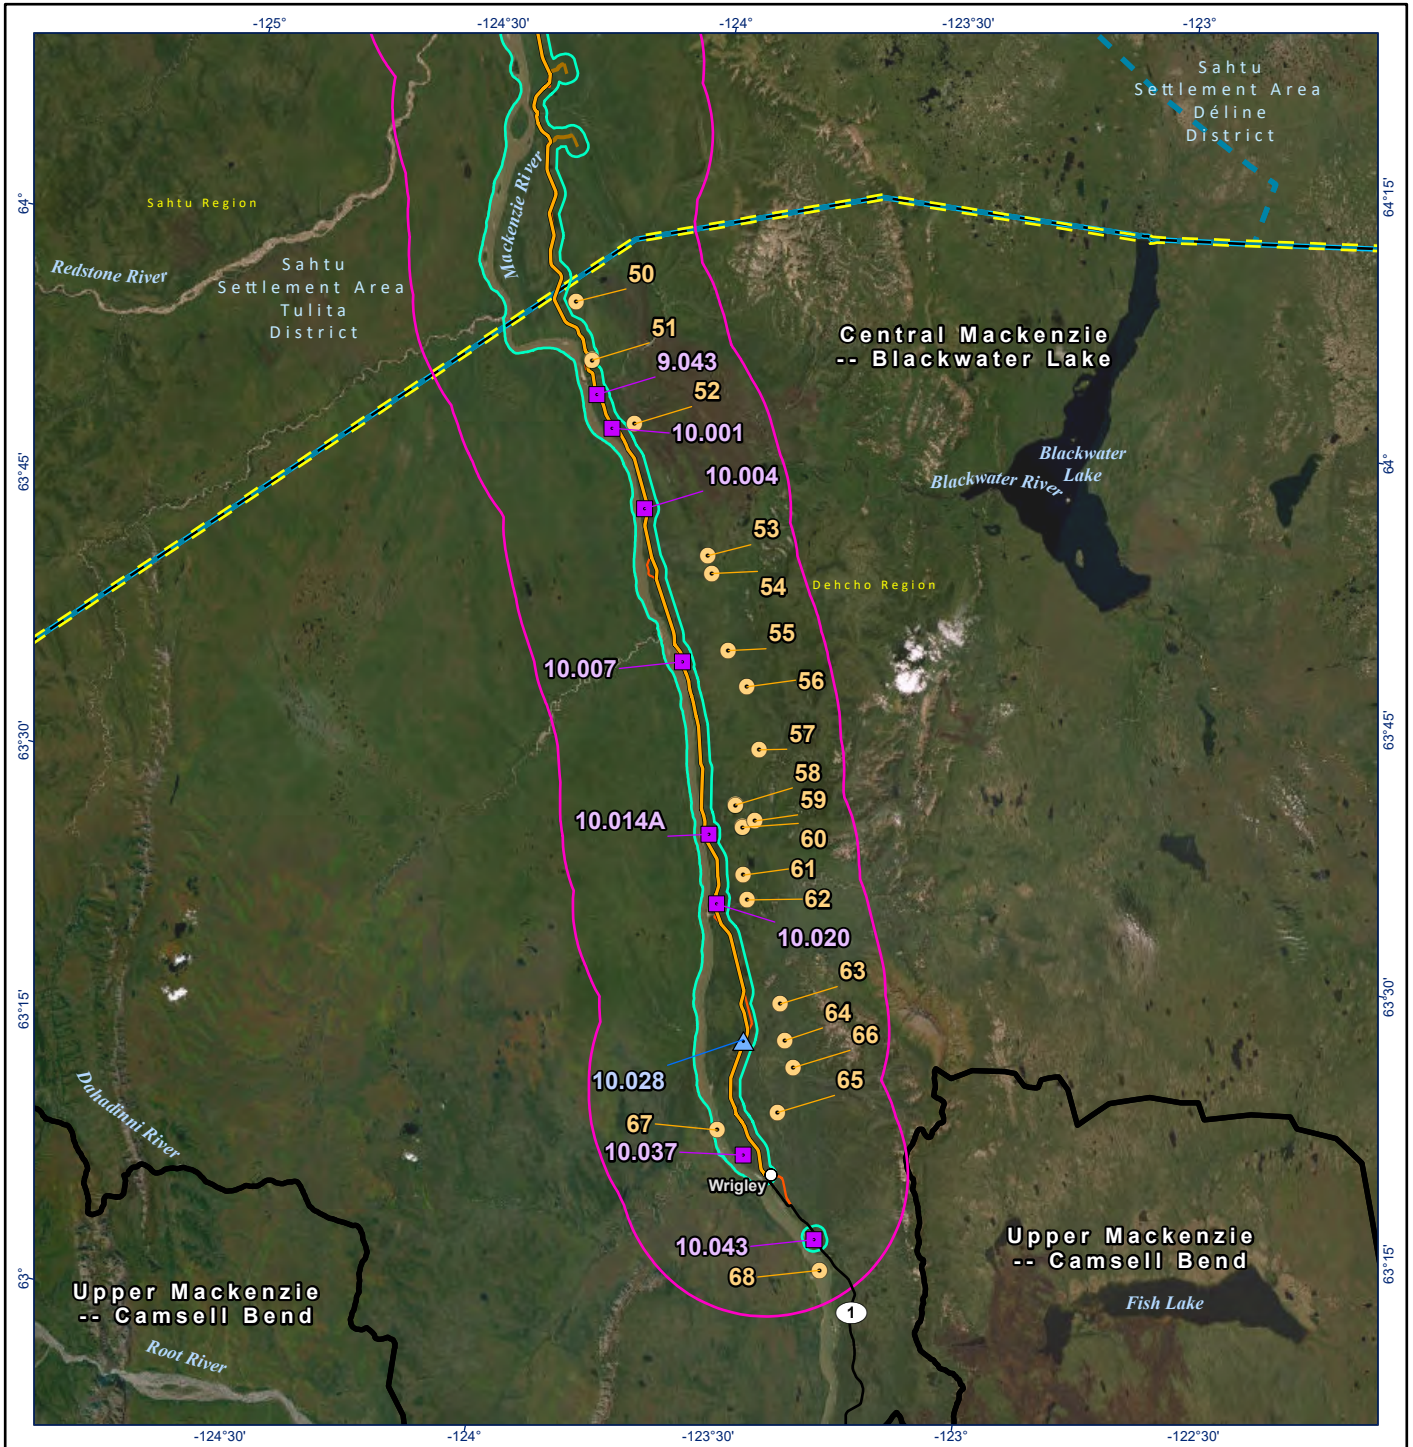 -125°
-124°30'
-124°
-123°30'
-123°
Sahtu
Settlement Area
Déline
District
64°
64°15'
Sahtu Region
Mackenzie River
Redstone River
Sahtu
Settlement Area
Tulita
District
50
51
Central Mackenzie
-- Blackwater Lake
9.043
52
10.001
63°45'
64°
Blackwater
Lake
Blackwater River
10.004
53
54
Dehcho Region
55
10.007
56
57
63°30'
63°45'
58
59
10.014A
60
61
62
10.020
63
63°15'
63°30'
64
66
10.028
65
Dahadinni River
67
10.037
Wrigley
10.043
Upper Mackenzie
-- Camsell Bend
68
63°
63°15'
Upper Mackenzie
-- Camsell Bend
Fish Lake
1
Root River
-124°30'
-124°
-123°30'
-123°
-122°30'